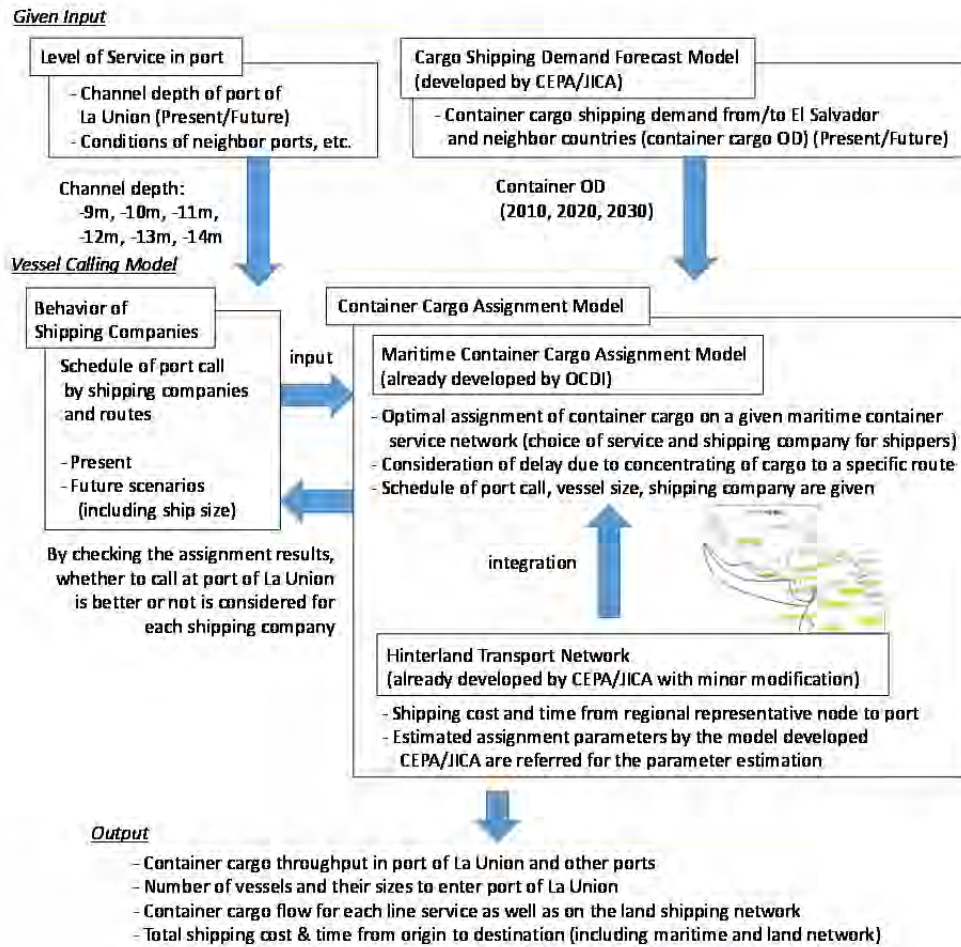 Given Input
Level of Service in port
- Channel depth of port of
La Union (Present/Future)
- Conditions of neighbor ports, etc.
Cargo Shipping Demand Forecast Model
(developed by CEPA/JICA)
- Container cargo shipping demand from/to El Salvador
and neighbor countries (container cargo OD) (Present/Future)
Channel depth:
-9m, -10m, -11m,
-12m, -13m, -14m
Container OD
(2010, 2020, 2030)
Vessel Calling Model
Behavior of
Shipping Companies
Schedule of port call
by shipping companies
and routes
- Present
- Future scenarios
(including ship size)
input
By checking the assignment results,
whether to call at port of La Union
is better or not is considered for
each shipping company
Container Cargo Assignment Model
Maritime Container Cargo Assignment Model
(already developed by OCDI)
- Optimal assignment of container cargo on a given maritime container
service network (choice of service and shipping company for shippers)
- Consideration of delay due to concentrating of cargo to a specific route
- Schedule of port call, vessel size, shipping company are given
integration
Hinterland Transport Network
(already developed by CEPA/JICA with minor modification)
- Shipping cost and time from regional representative node to port
- Estimated assignment parameters by the model developed
CEPA/JICA are referred for the parameter estimation
Output
- Container cargo throughput in port of La Union and other ports
- Number of vessels and their sizes to enter port of La Union
- Container cargo flow for each line service as well as on the land shipping network
- Total shipping cost & time from origin to destination (including maritime and land network)